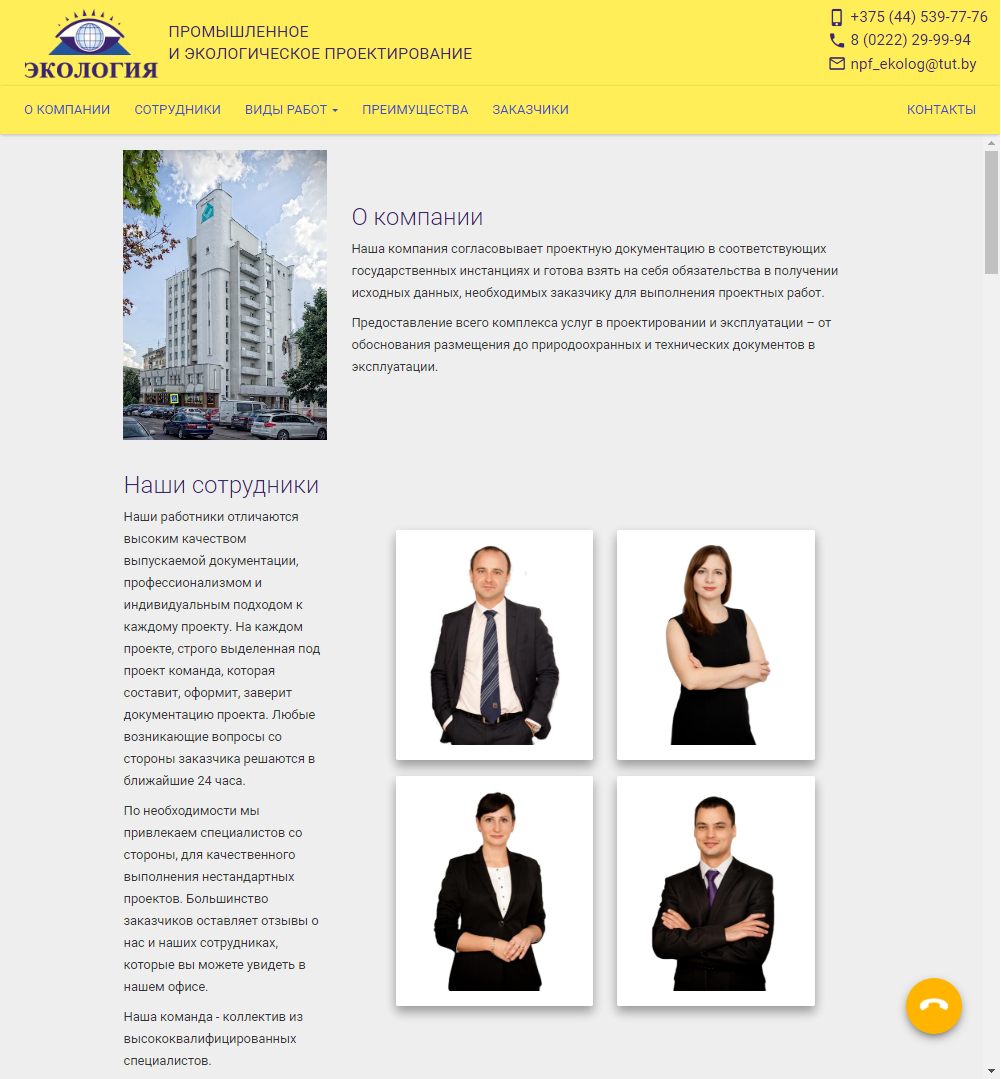 ЭКОЛОГИЯ
ПРОМЫШЛЕННОЕ
И ЭКОЛОГИЧЕСКОЕ ПРОЕКТИРОВАНИЕ
+375 (44) 539-77-76
8 (0222) 29-99-94
npf_ekolog@tut.by
О КОМПАНИИ СОТРУДНИКИ ВИДЫ РАБОТ ПРЕИМУЩЕСТВА ЗАКАЗЧИКИ КОНТАКТЫ
О компании
Наша компания согласовывает проектную документацию в соответствующих
государственных инстанциях и готова взять на себя обязательства в получении
исходных данных, необходимых заказчику для выполнения проектных работ.
Предоставление всего комплекса услуг в проектировании и эксплуатации – от
обоснования размещения до природоохранных и технических документов в
эксплуатации.
Наши сотрудники
Наши работники отличаются
высоким качеством
выпускаемой документации,
профессионализмом и
индивидуальным подходом к
каждому проекту. На каждом
проекте, строго выделенная под
проект команда, которая
составит, оформит, заверит
документацию проекта. Любые
возникающие вопросы со
стороны заказчика решаются в
ближайшие 24 часа.
По необходимости мы
привлекаем специалистов со
стороны, для качественного
выполнения нестандартных
проектов. Большинство
заказчиков оставляет отзывы о
нас и наших сотрудниках,
которые вы можете увидеть в
нашем офисе.
Наша команда - коллектив из
высококвалифицированных
специалистов.